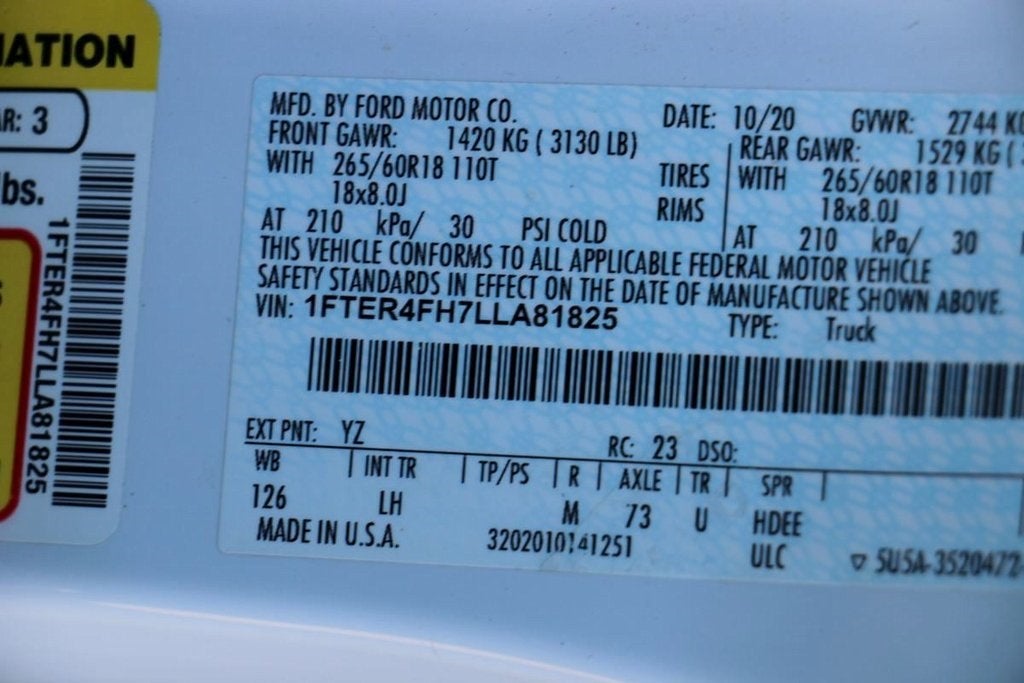 MATION
AR: 3
lbs.
1FTER4FH7LLA81825
MFD. BY FORD MOTOR CO. DATE: 10/20 GVWR: 2744 KG
FRONT GAWR: 1420 KG ( 3130 LB) REAR GAWR: 1529 KG (
WITH 265/60R18 110T TIRES WITH 265/60R18 110T
18x8.0J RIMS 18x8.0J
AT 210 kPa/ 30 PSI COLD AT 210 kPa/ 30
THIS VEHICLE CONFORMS TO ALL APPLICABLE FEDERAL MOTOR VEHICLE
SAFETY STANDARDS IN EFFECT ON THE DATE OF MANUFACTURE SHOWN ABOVE.
VIN: 1FTER4FH7LLA81825 TYPE: Truck
EXT PNT: YZ RC: 23 DSO:
WB | INT TR | TP/PS | R | AXLE | TR | SPR |
126 LH M 73 U HDEE
MADE IN U.S.A. 3202010141251 ULC ▽ 5U5A-3520472-